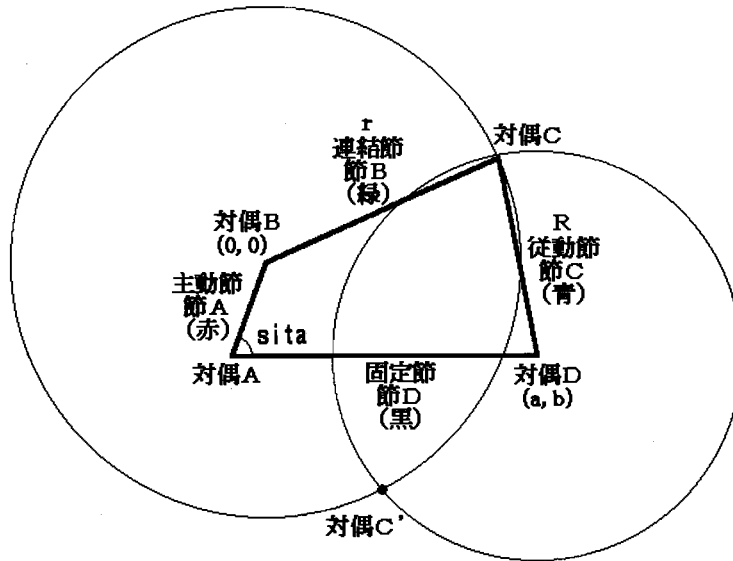 r
連結節
節B
(緑)
対偶C
対偶B
(0,0)
R
従動節
節C
(青)
主動節
節A
(赤)
sita
対偶A
固定節
節D
(黒)
対偶D
(a,b)
対偶C'